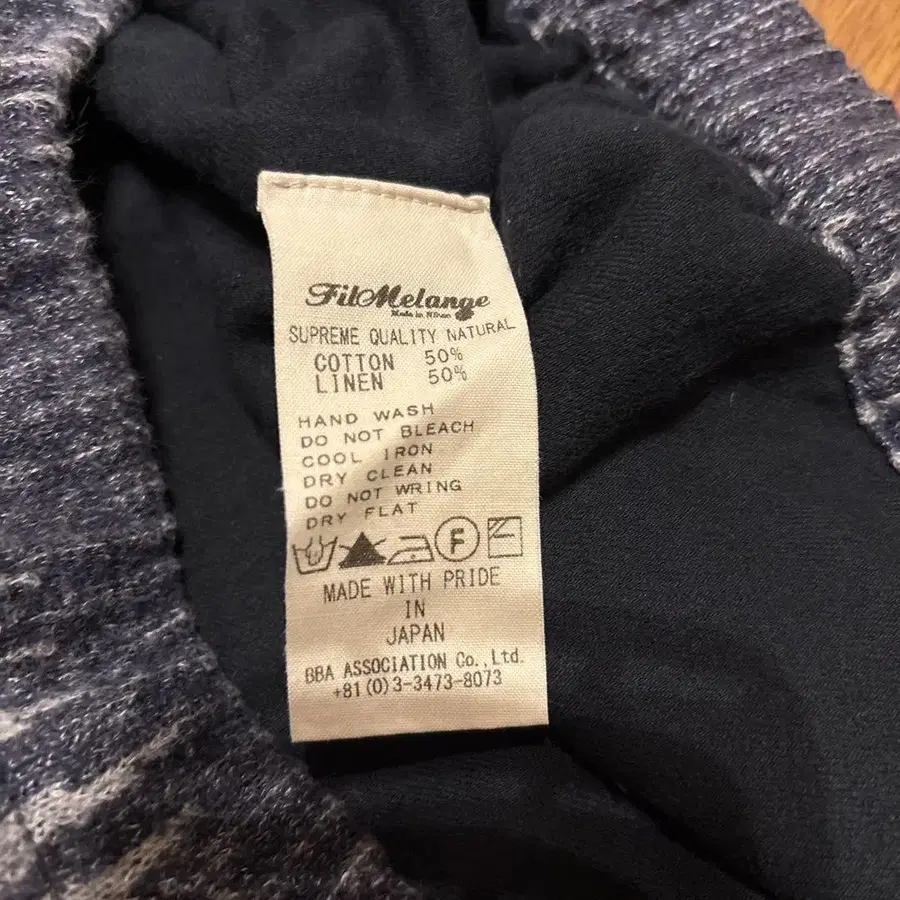 FilMelange
Made in Nihon
SUPREME QUALITY NATURAL
COTTON 50%
LINEN 50%
HAND WASH
DO NOT BLEACH
COOL IRON
DRY CLEAN
DO NOT WRING
DRY FLAT
F
MADE WITH PRIDE
IN
JAPAN
BBA ASSOCIATION Co.,Ltd.
+81(0)3-3473-8073